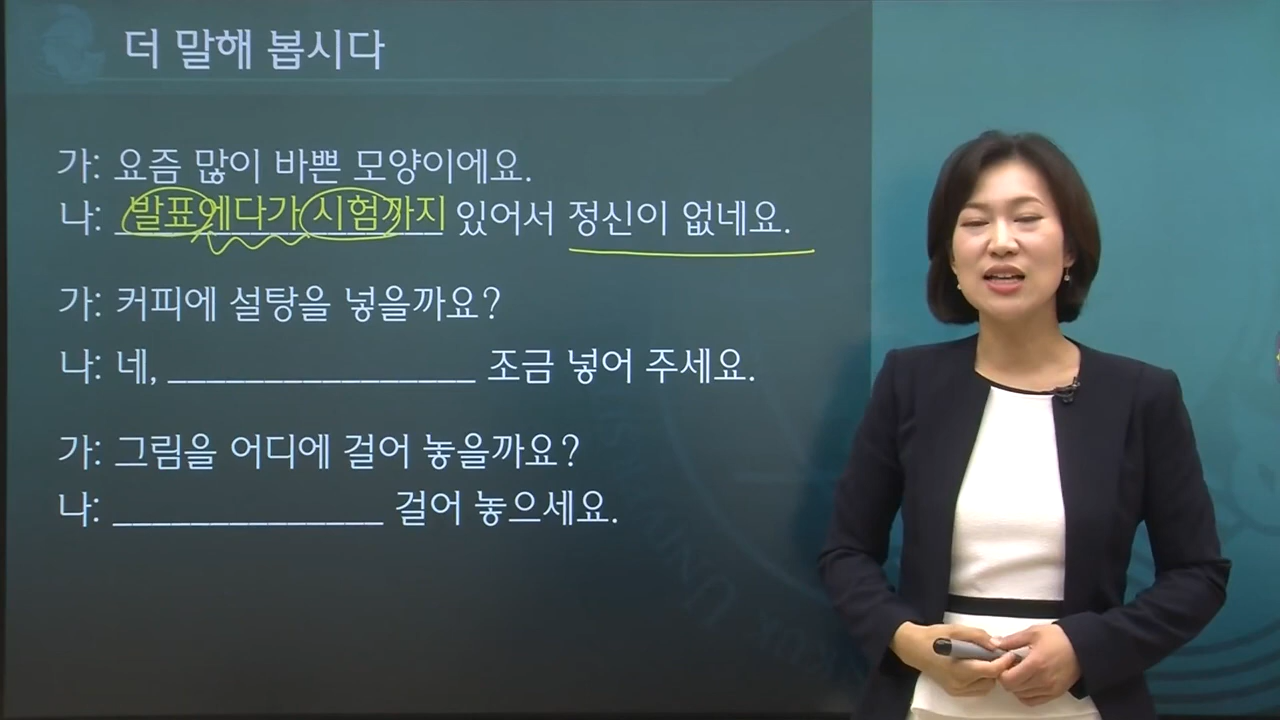 더 말해 봅시다
가: 요즘 많이 바쁜 모양이에요.
나: 발표에다가 시험까지 있어서 정신이 없네요.
가: 커피에 설탕을 넣을까요?
나: 네, ________________ 조금 넣어 주세요.
가: 그림을 어디에 걸어 놓을까요?
나: ______________ 걸어 놓으세요.